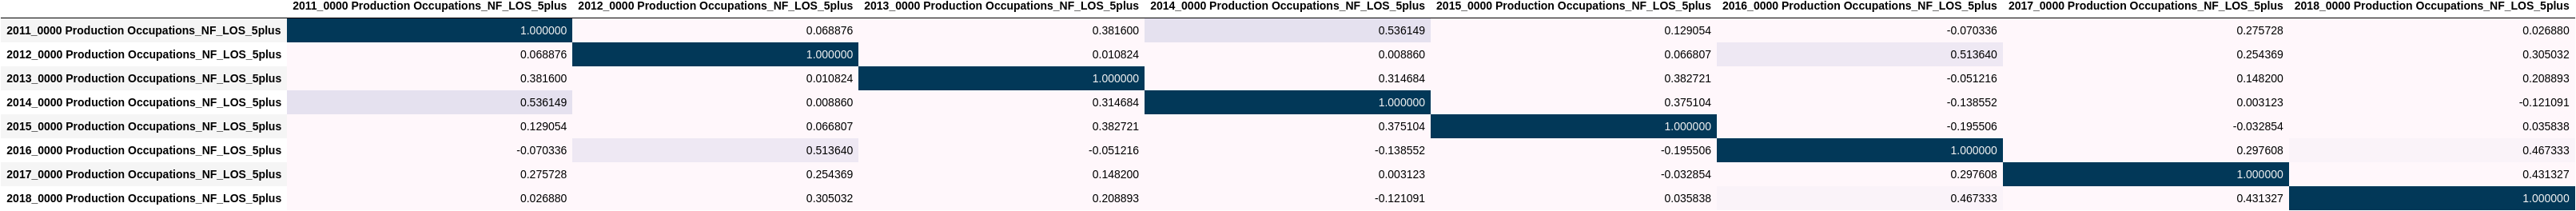 2011_0000 Production Occupations_NF_LOS_5plus 2012_0000 Production Occupations_NF_LOS_5plus 2013_0000 Production Occupations_NF_LOS_5plus 2014_0000 Production Occupations_NF_LOS_5plus 2015_0000 Production Occupations_NF_LOS_5plus 2016_0000 Production Occupations_NF_LOS_5plus 2017_0000 Production Occupations_NF_LOS_5plus 2018_0000 Production Occupations_NF_LOS_5plus
2011_0000 Production Occupations_NF_LOS_5plus 1.000000 0.068876 0.381600 0.536149 0.129054 -0.070336 0.275728 0.026880
2012_0000 Production Occupations_NF_LOS_5plus 0.068876 1.000000 0.010824 0.008860 0.066807 0.513640 0.254369 0.305032
2013_0000 Production Occupations_NF_LOS_5plus 0.381600 0.010824 1.000000 0.314684 0.382721 -0.051216 0.148200 0.208893
2014_0000 Production Occupations_NF_LOS_5plus 0.536149 0.008860 0.314684 1.000000 0.375104 -0.138552 0.003123 -0.121091
2015_0000 Production Occupations_NF_LOS_5plus 0.129054 0.066807 0.382721 0.375104 1.000000 -0.195506 -0.032854 0.035838
2016_0000 Production Occupations_NF_LOS_5plus -0.070336 0.513640 -0.051216 -0.138552 -0.195506 1.000000 0.297608 0.467333
2017_0000 Production Occupations_NF_LOS_5plus 0.275728 0.254369 0.148200 0.003123 -0.032854 0.297608 1.000000 0.431327
2018_0000 Production Occupations_NF_LOS_5plus 0.026880 0.305032 0.208893 -0.121091 0.035838 0.467333 0.431327 1.000000